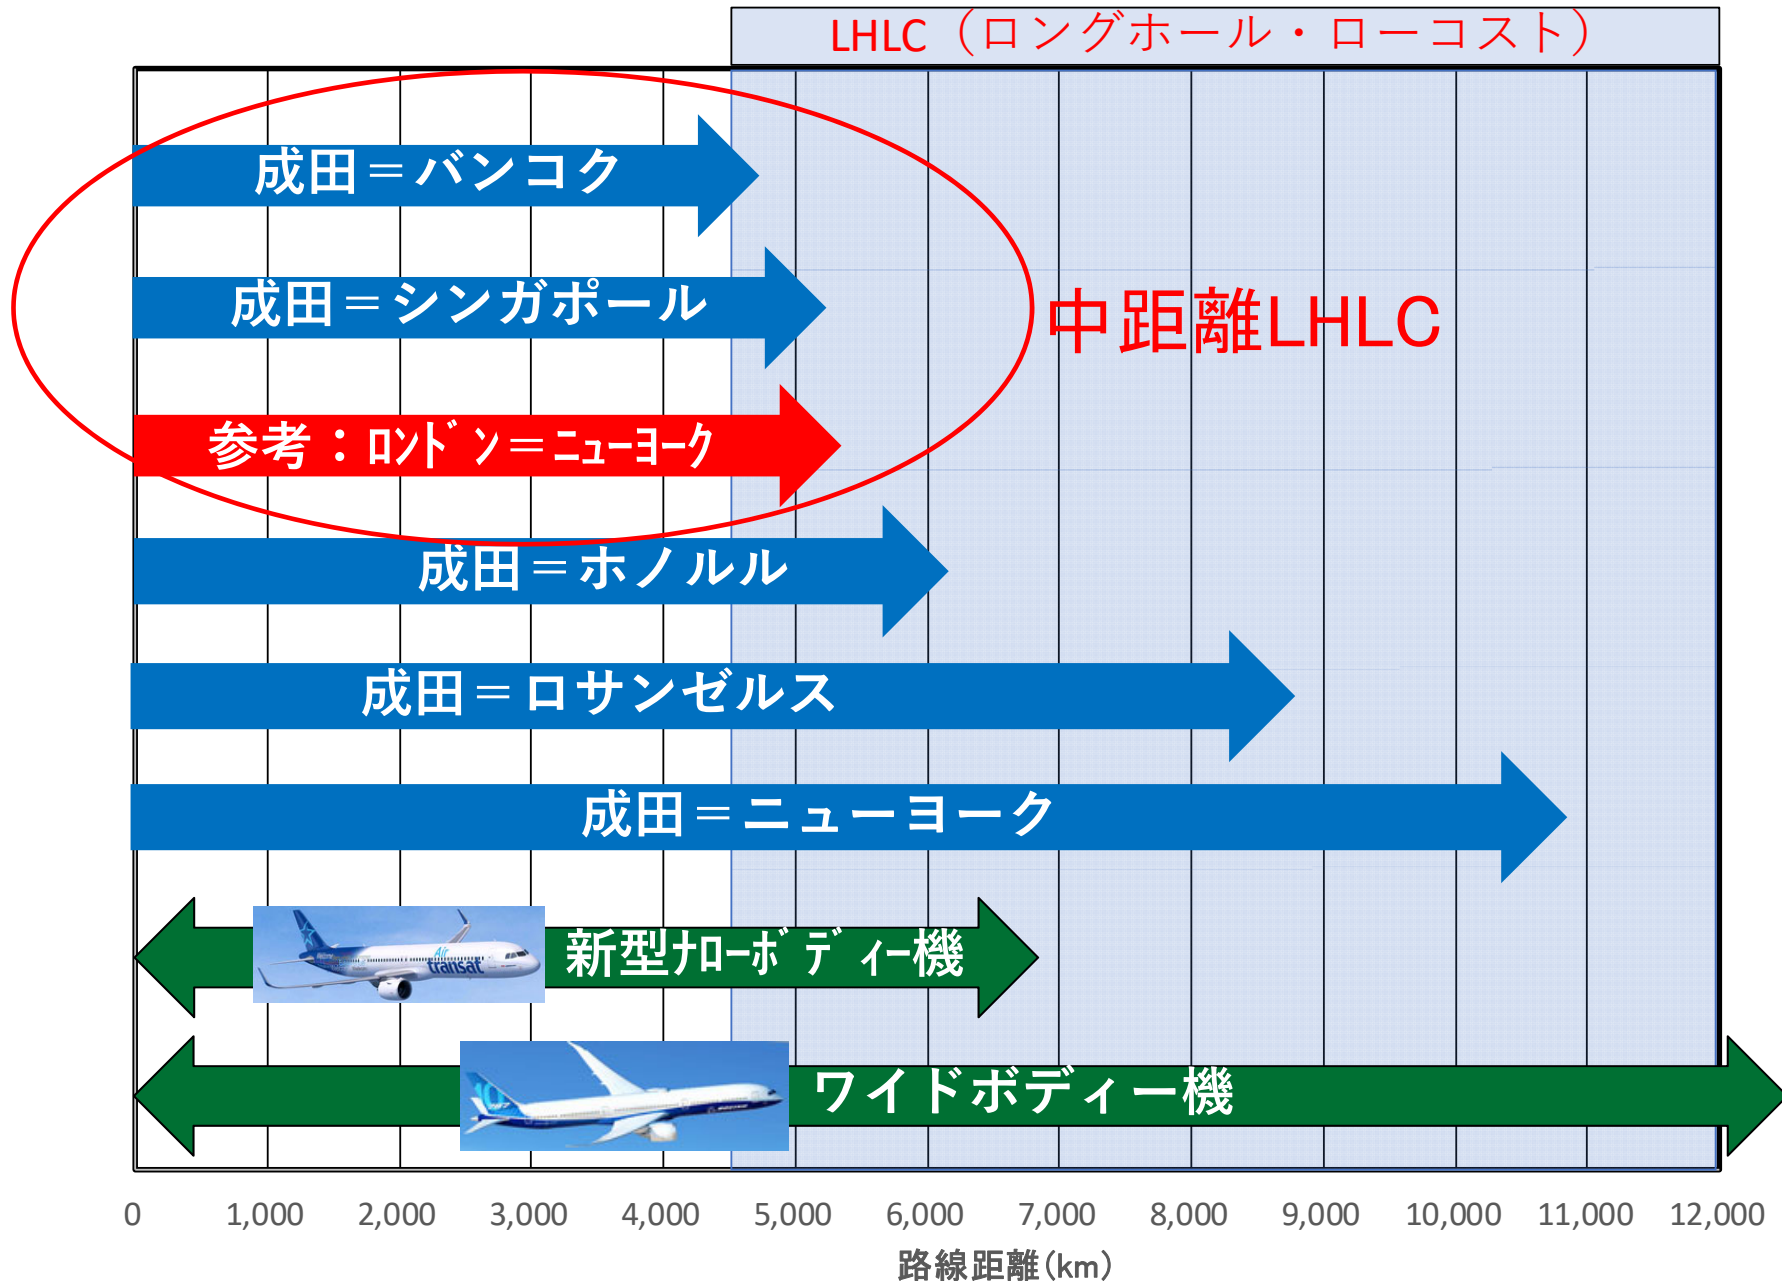 LHLC（ロングホール・ローコスト）
成田＝バンコク
成田＝シンガポール
中距離LHLC
参考：ﾛﾝﾄﾞﾝ＝ﾆｭｰﾖｰｸ
成田＝ホノルル
成田＝ロサンゼルス
成田＝ニューヨーク
Air
transat
新型ﾅﾛｰﾎﾞﾃﾞｨｰ機
ワイドボディー機
0 1,000 2,000 3,000 4,000 5,000 6,000 7,000 8,000 9,000 10,000 11,000 12,000
路線距離(km)